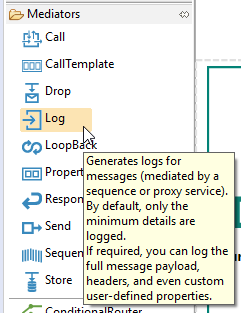 Mediators
Call
CallTemplate
Drop
Log
LoopBack
Propert
Respon
Send
Sequen
Store
ConditionalRouter
Generates logs for
messages (mediated by a
sequence or proxy service).
By default, only the
minimum details are
logged.
If required, you can log the
full message payload,
headers, and even custom
user-defined properties.